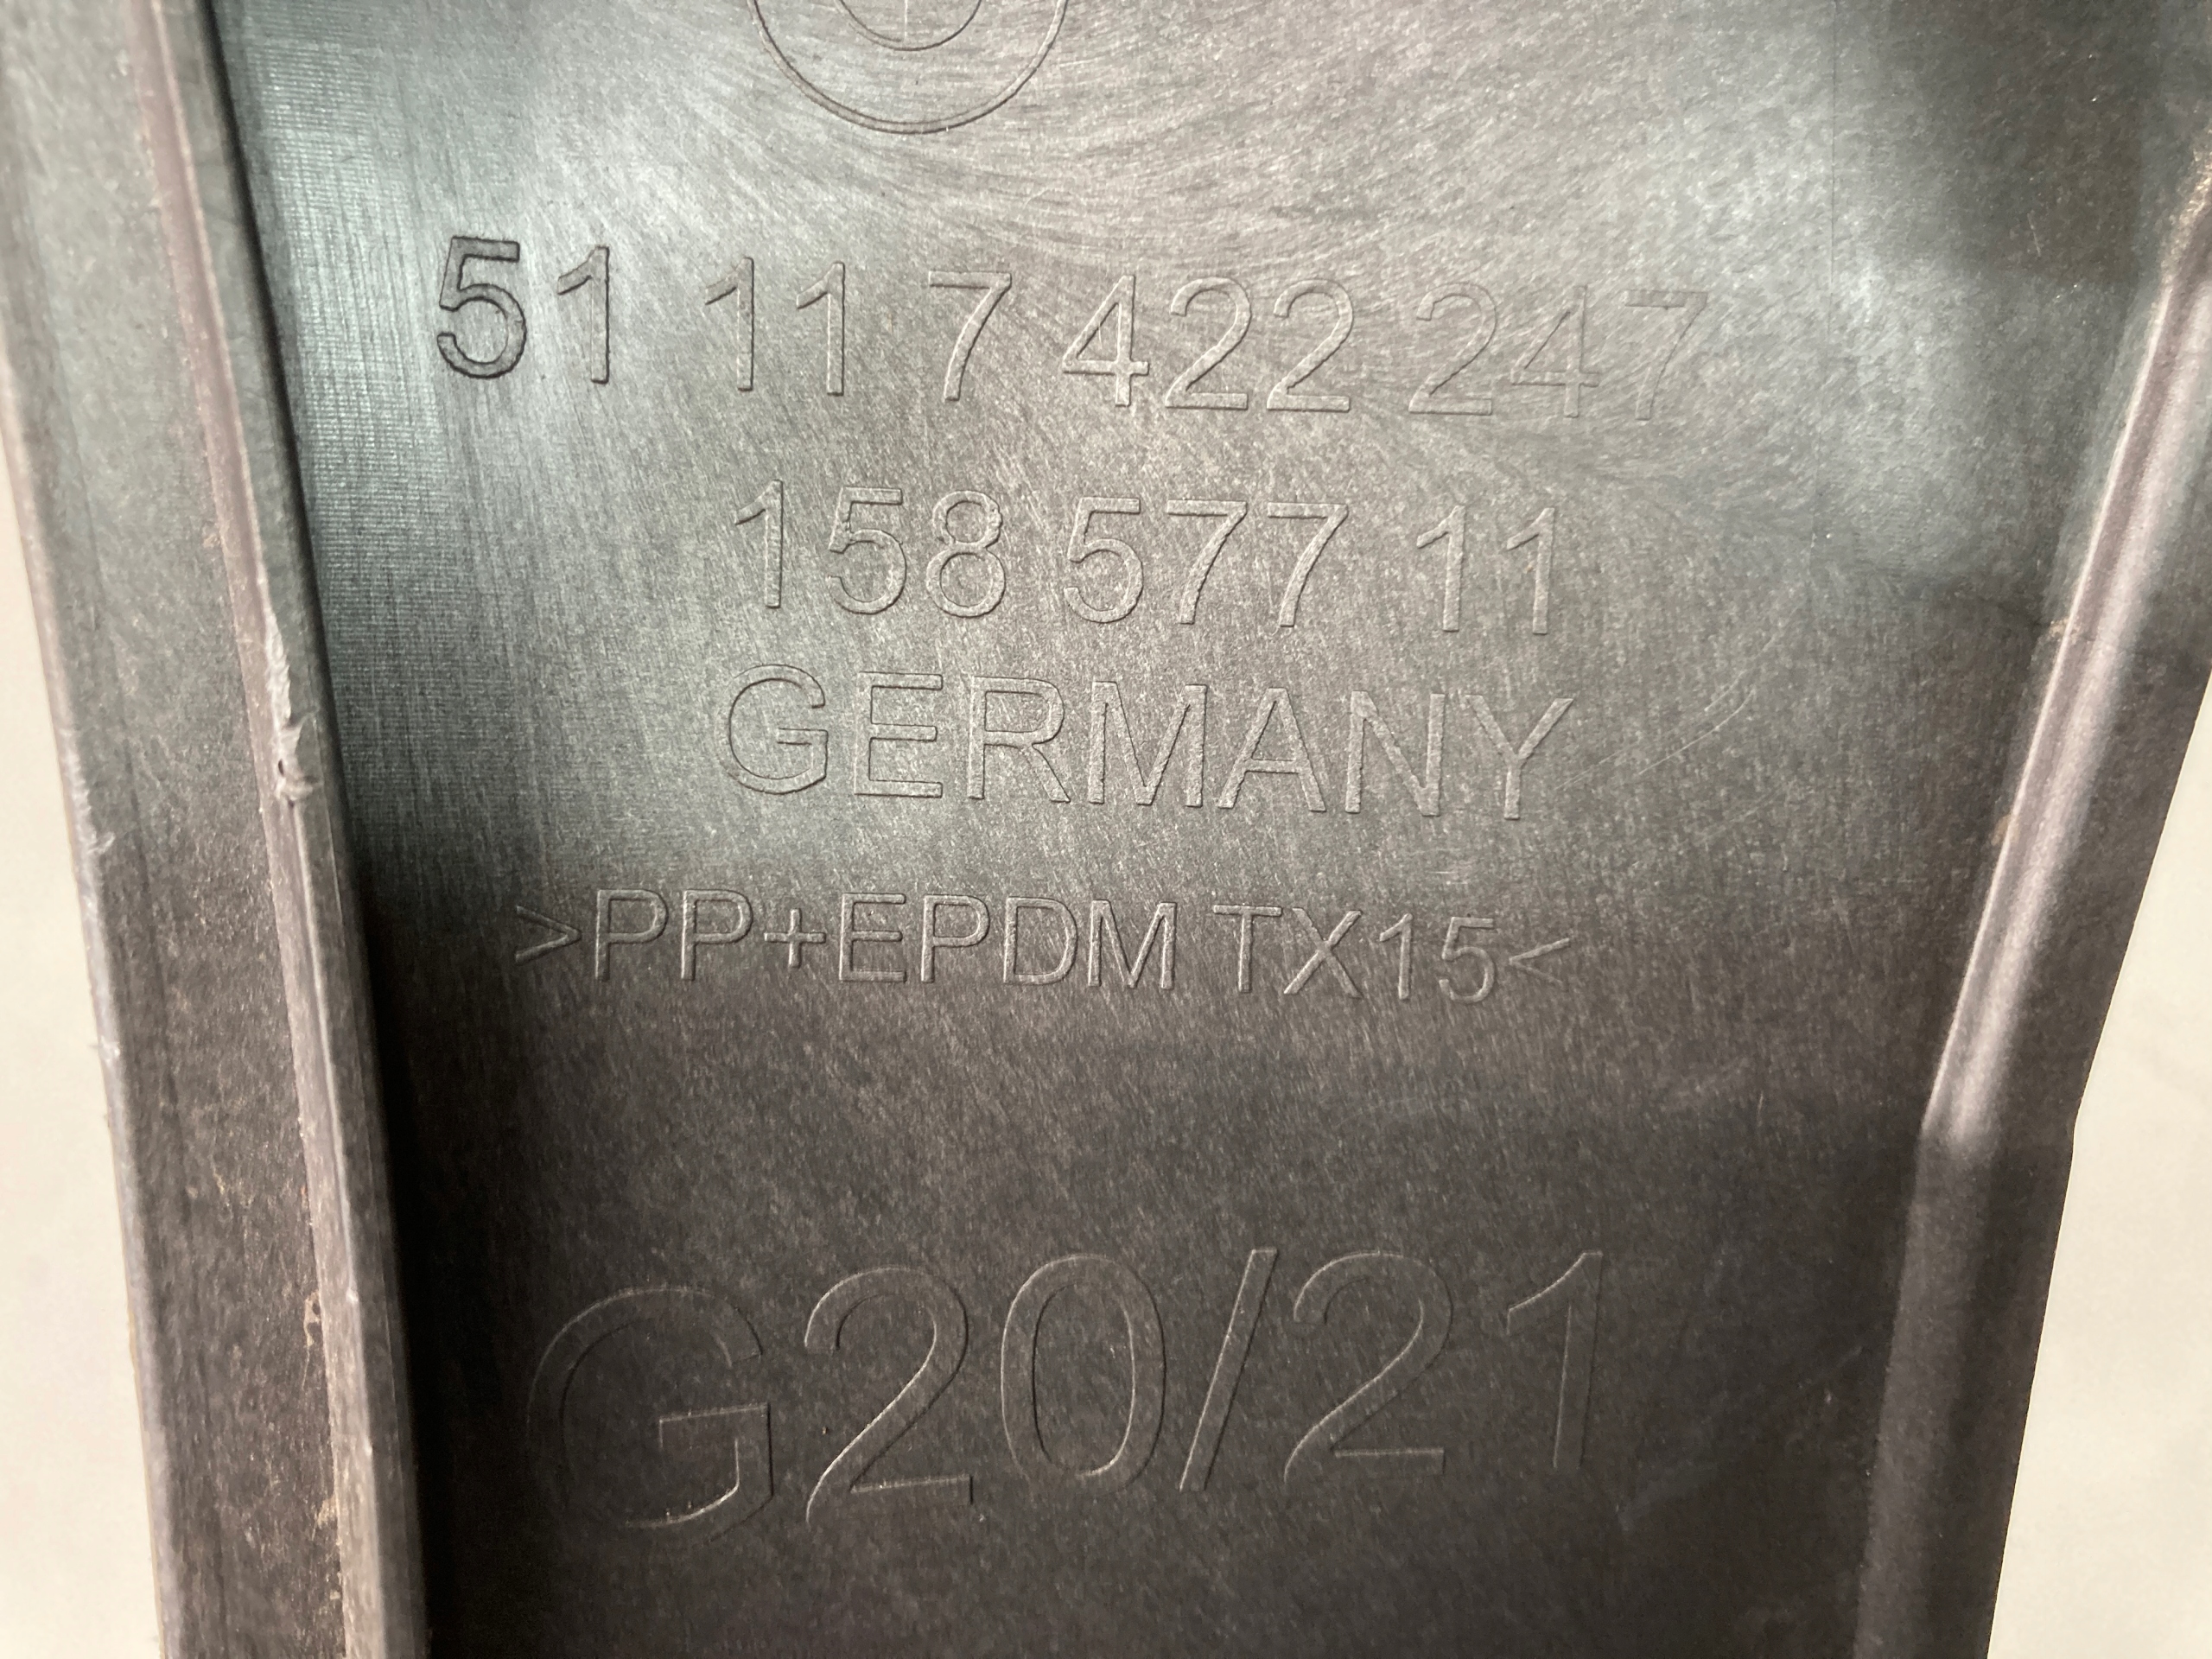 51 11 7 422 247
158 577 11
GERMANY
>PP+EPDM TX15<
G20/21